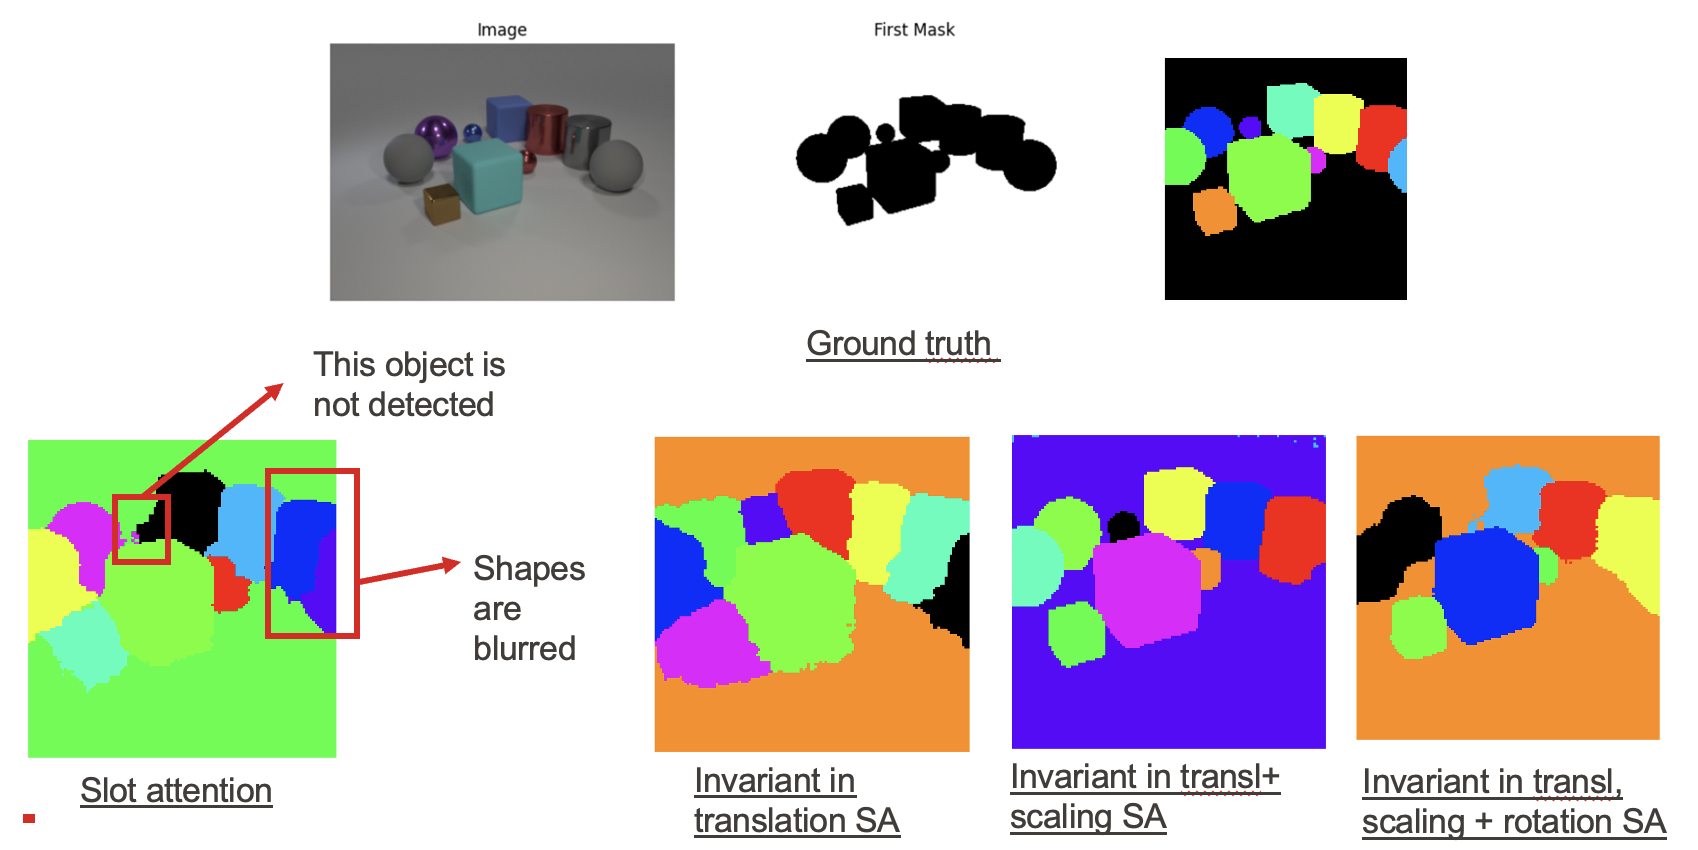 Image
First Mask
Ground truth
This object is
not detected
Shapes
are
blurred
Slot attention
Invariant in
translation SA
Invariant in transl+
scaling SA
Invariant in transl,
scaling + rotation SA